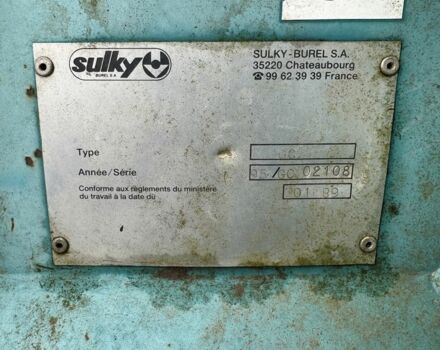 sulky
BUREL S.A
SULKY-BUREL S.A.
35220 Chateaubourg
☎ 99 62 39 39 France
Type
Année/Série
95/GC 02108
Conforme aux règlements du ministère
du travail à la date du